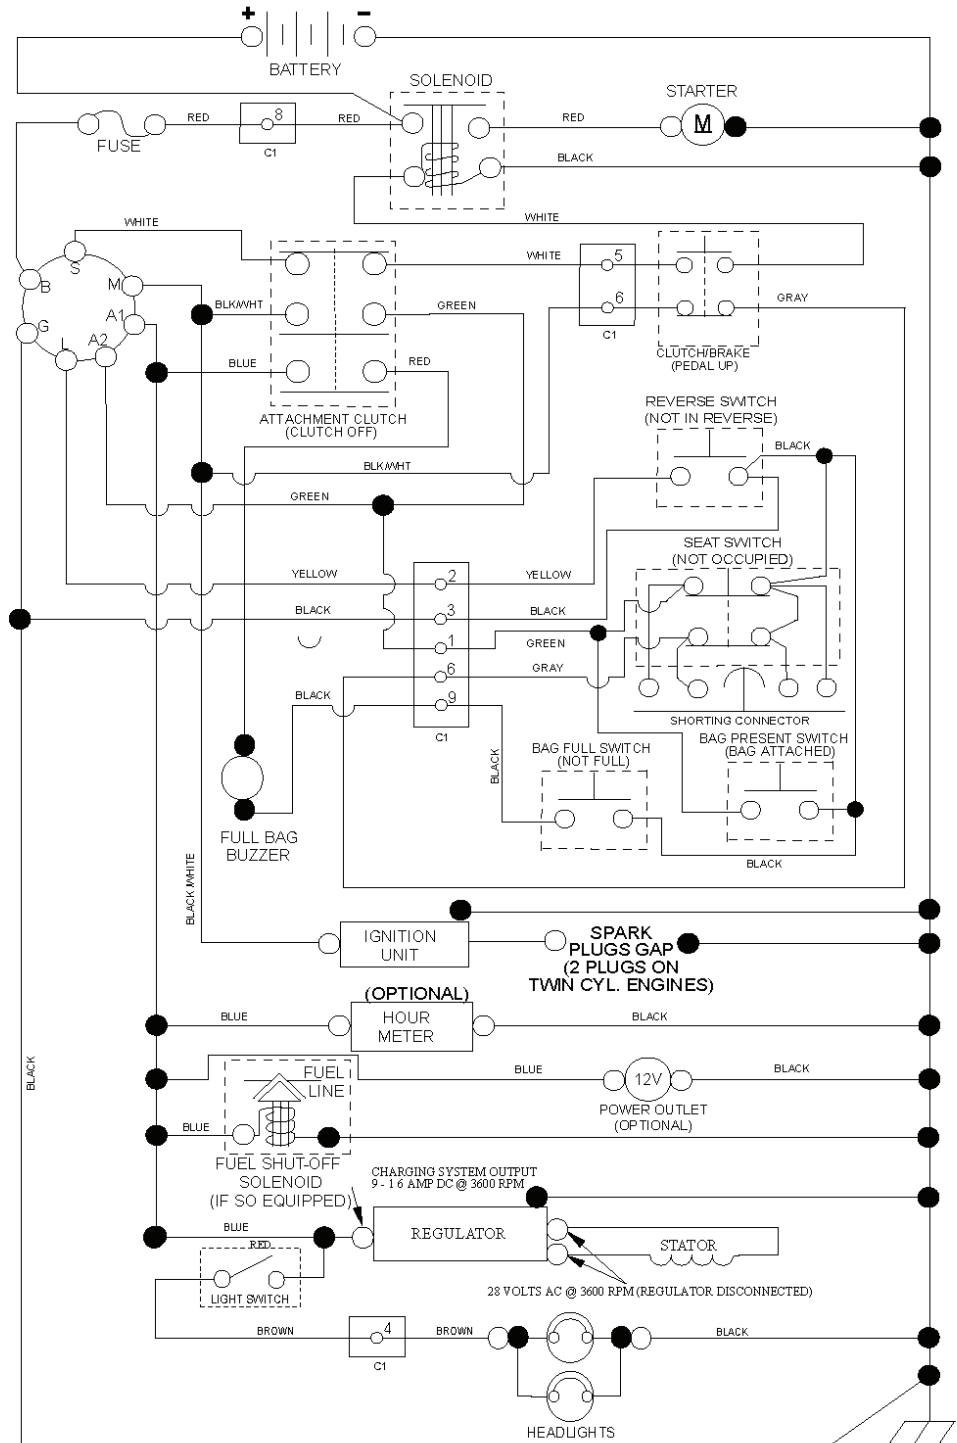 + -
BATTERY
SOLENOID
STARTER
FUSE
RED
8
C1
RED
RED
M
BLACK
WHITE
WHITE
WHITE
5
6
C1
GRAY
CLUTCH/BRAKE
(PEDAL UP)
S
B
M
G
A1
L
A2
BLK/WHT
GREEN
BLUE
RED
ATTACHMENT CLUTCH
(CLUTCH OFF)
REVERSE SWITCH
(NOT IN REVERSE)
BLACK
BLK/WHT
GREEN
SEAT SWITCH
(NOT OCCUPIED)
YELLOW
2
YELLOW
BLACK
3
BLACK
1
GREEN
6
GRAY
BLACK
9
C1
SHORTING CONNECTOR
BLACK
BAG FULL SWITCH
(NOT FULL)
BAG PRESENT SWITCH
(BAG ATTACHED)
FULL BAG
BUZZER
BLACK
BLACK/WHITE
IGNITION
UNIT
SPARK
PLUGS GAP
(2 PLUGS ON
TWIN CYL. ENGINES)
(OPTIONAL)
BLUE
HOUR
METER
BLACK
BLACK
FUEL
LINE
BLUE
12V
BLACK
POWER OUTLET
(OPTIONAL)
BLUE
FUEL SHUT-OFF
SOLENOID
(IF SO EQUIPPED)
CHARGING SYSTEM OUTPUT
9 - 16 AMP DC @ 3600 RPM
BLUE
REGULATOR
STATOR
RED
LIGHT SWITCH
28 VOLTS AC @ 3600 RPM (REGULATOR DISCONNECTED)
BROWN
4
C1
BROWN
BLACK
HEADLIGHTS